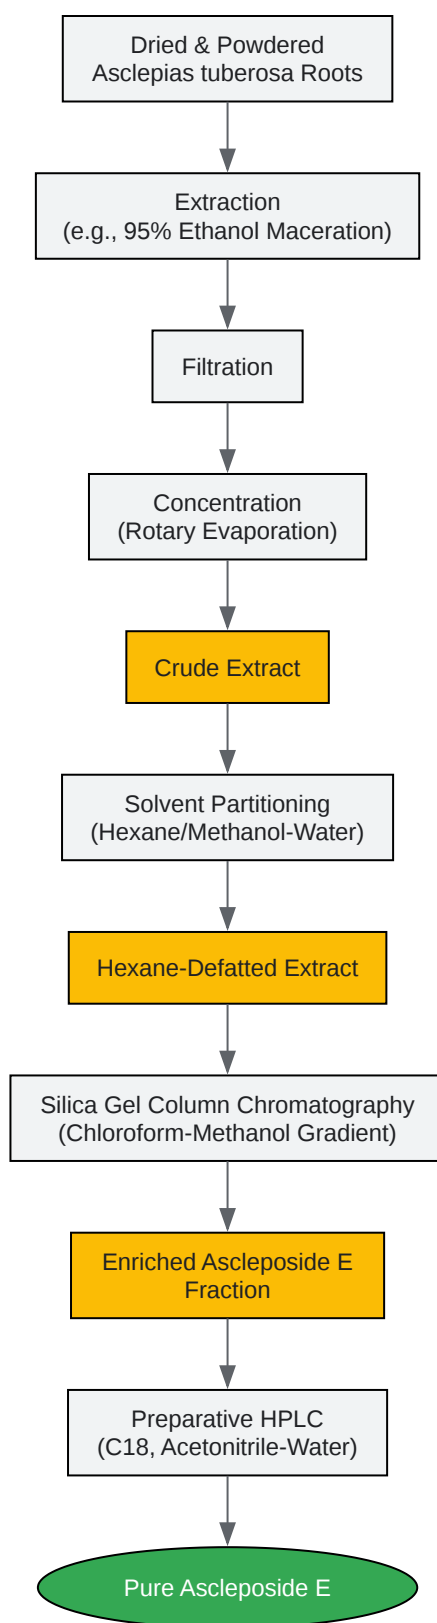 Dried & Powdered
Asclepias tuberosa Roots
Extraction
(e.g., 95% Ethanol Maceration)
Filtration
Concentration
(Rotary Evaporation)
Crude Extract
Solvent Partitioning
(Hexane/Methanol-Water)
Hexane-Defatted Extract
Silica Gel Column Chromatography
(Chloroform-Methanol Gradient)
Enriched Ascleposide E
Fraction
Preparative HPLC
(C18, Acetonitrile-Water)
Pure Ascleposide E